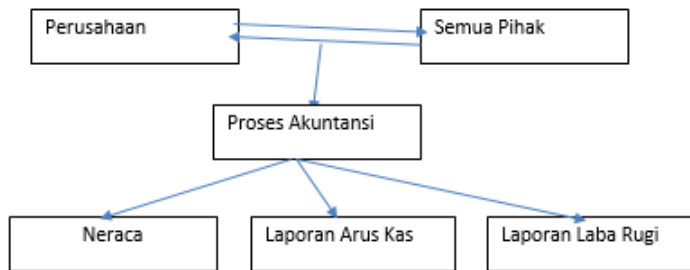 Perusahaan
Semua Pihak
Proses Akuntansi
Neraca
Laporan Arus Kas
Laporan Laba Rugi